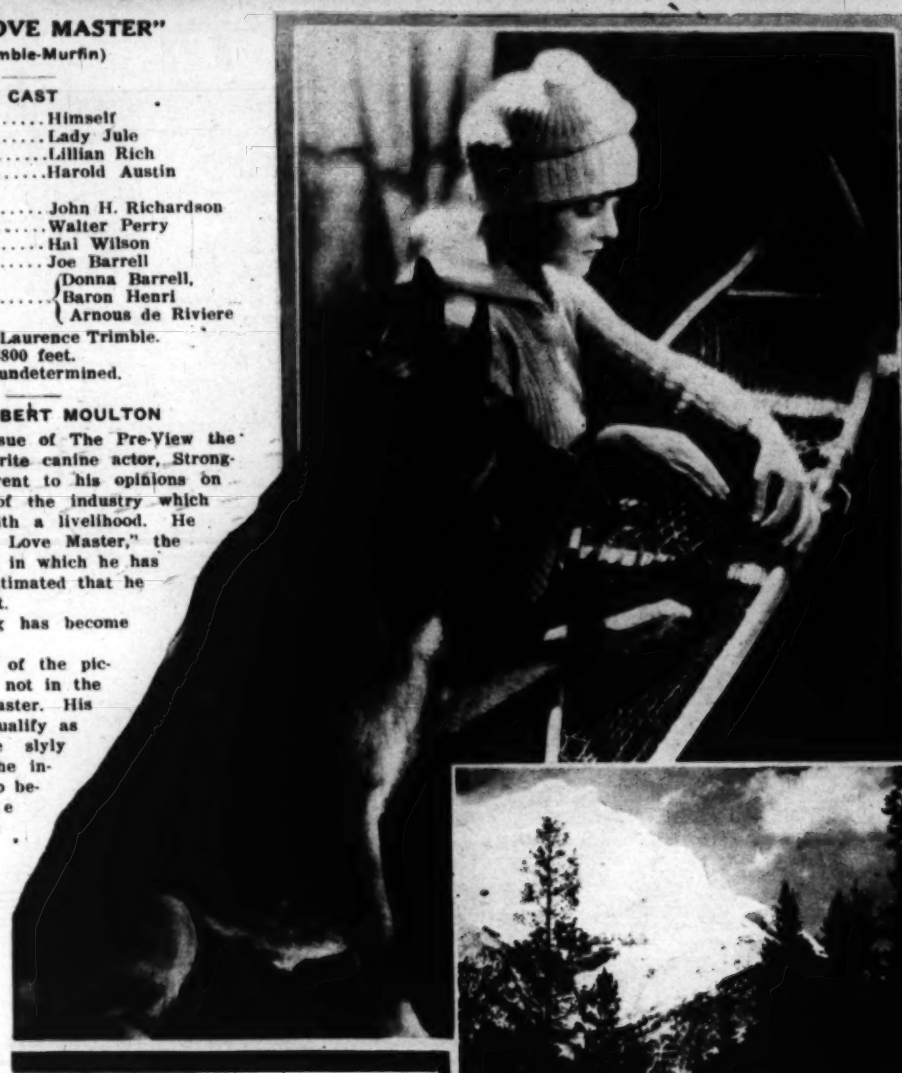 OVE MASTER”
mble-Murfin)
CAST
.....Himself
.....Lady Jule
.....Lillian Rich
.....Harold Austin
.....John H. Richardson
.....Walter Perry
.....Hal Wilson
.....Joe Barrell
{Donna Barrell,
......{Baron Henri
{ Arnous de Riviere
Laurence Trimble.
800 feet.
undetermined.
BERT MOULTON
sue of The Pre-View the
rite canine actor, Strong-
vent to his opinions on
of the industry which
ith a livelihood. He
Love Master,” the
in which he has
timated that he
t.
has become
of the pic-
not in the
aster. His
ualify as
e slyly
he in-
o be-
e